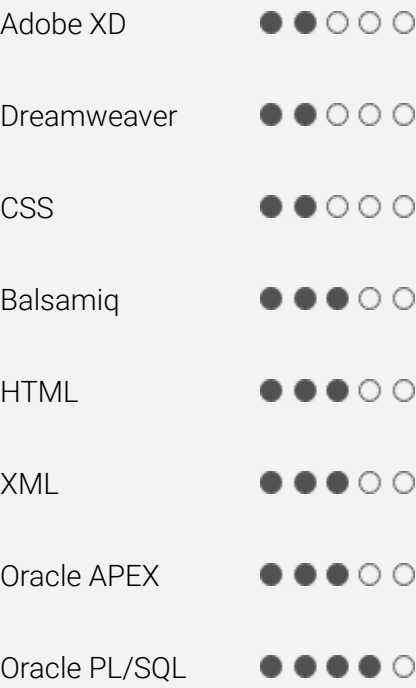 Adobe XD
Dreamweaver
CSS
Balsamiq
HTML
XML
Oracle APEX
Oracle PL/SQL